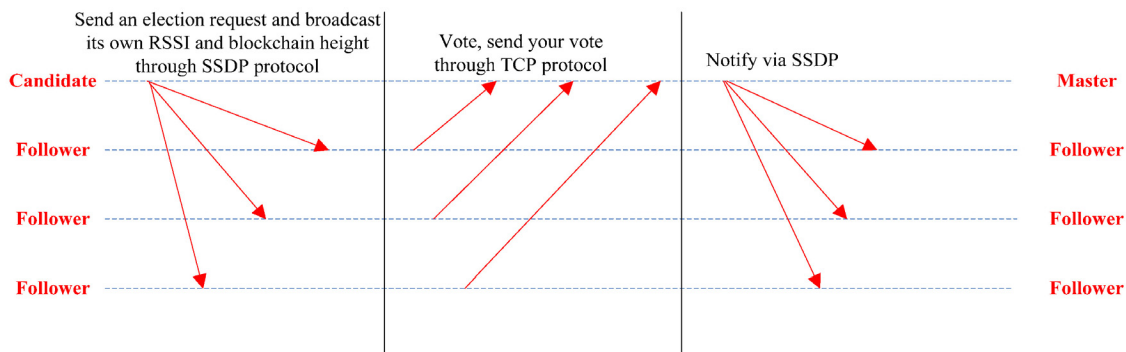 Send an election request and broadcast
its own RSSI and blockchain height
through SSDP protocol
Vote, send your vote
through TCP protocol
Notify via SSDP
Candidate
Master
Follower
Follower
Follower
Follower
Follower
Follower